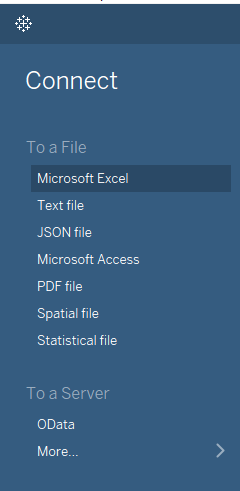 Connect
To a File
Microsoft Excel
Text file
JSON file
Microsoft Access
PDF file
Spatial file
Statistical file
To a Server
OData
More...